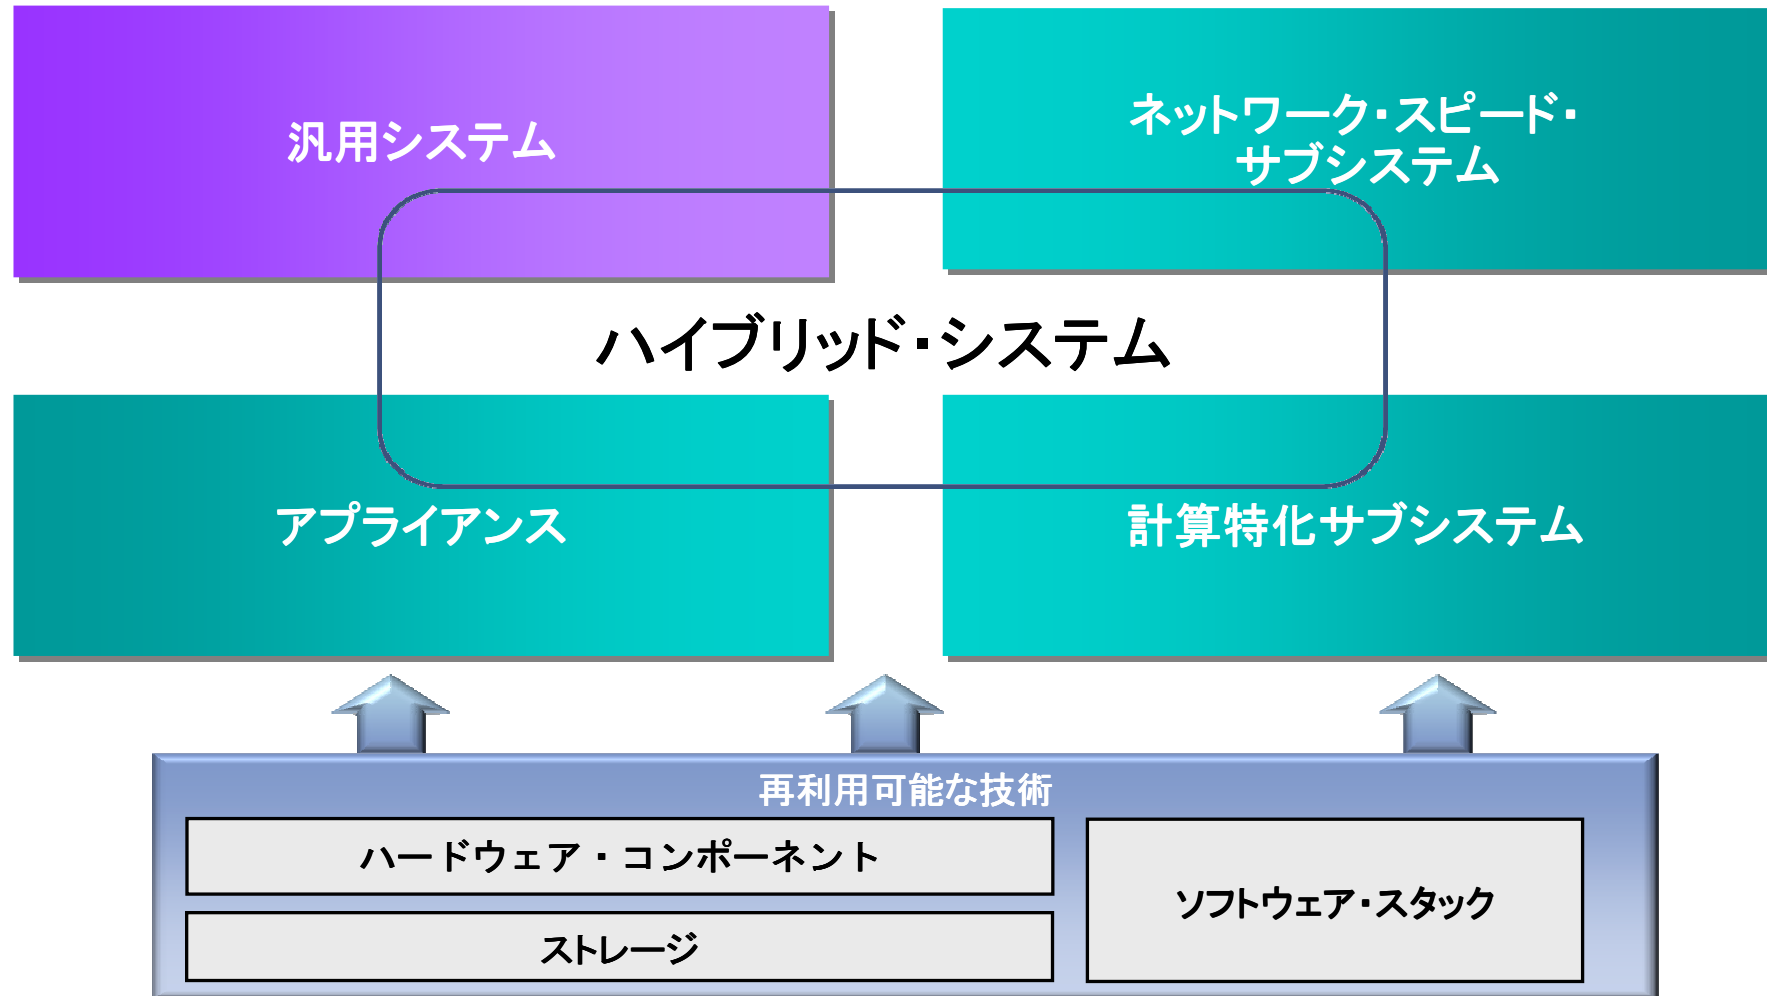 汎用システム
ネットワーク・スピード・
サブシステム
ハイブリッド・システム
アプライアンス
計算特化サブシステム
再利用可能な技術
ハードウェア・コンポーネント
ストレージ
ソフトウェア・スタック